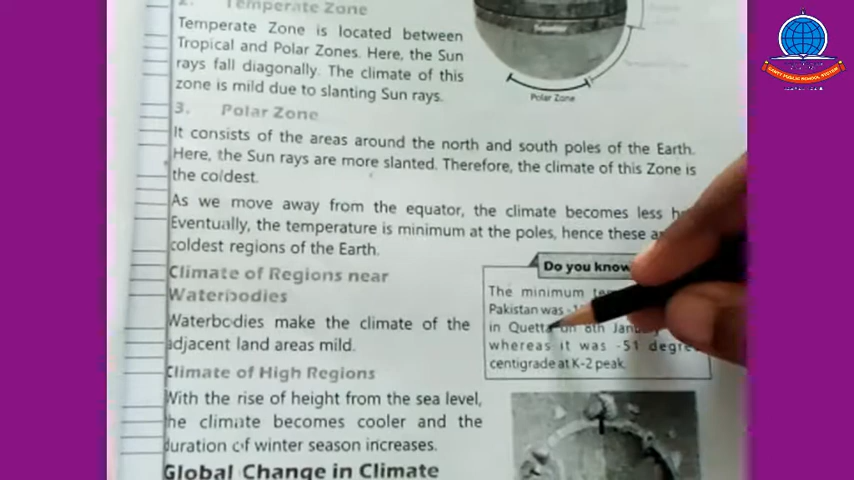 2. Temperate Zone
Temperate Zone is located between
Tropical and Polar Zones. Here, the Sun
rays fall diagonally. The climate of this
zone is mild due to slanting Sun rays.
Polar Zone
3. Polar Zone
It consists of the areas around the north and south poles of the Earth.
Here, the Sun rays are more slanted. Therefore, the climate of this Zone is
the coldest.
As we move away from the equator, the climate becomes less
Eventually, the temperature is minimum at the poles, hence these
coldest regions of the Earth.
Climate of Regions near
Waterbodies
Waterbodies make the climate of the
adjacent land areas mild.
Climate of High Regions
With the rise of height from the sea level,
he climate becomes cooler and the
duration of winter season increases.
Global Change in Climate
Do you know
The minimum
Pakistan was
in Quetta on 8th
whereas it was -51
centigrade at K-2 peak.